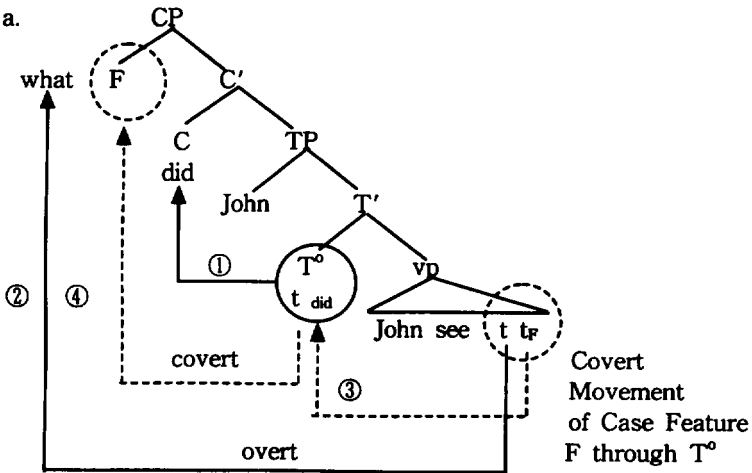 a.
CP
what F C′
C TP
did
John T′
① T° vp
② ④ t did
John see t tF
covert ③
Covert
Movement
of Case Feature
F through T°
overt